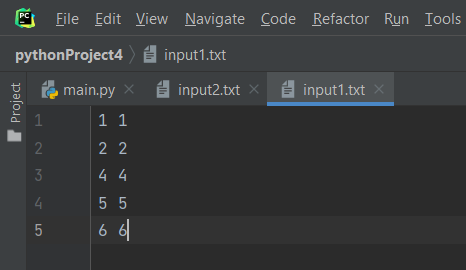 PC File Edit View Navigate Code Refactor Run Tools
pythonProject4 input1.txt
main.py input2.txt input1.txt
Project
1 1 1
2 2 2
3 4 4
4 5 5
5 6 6